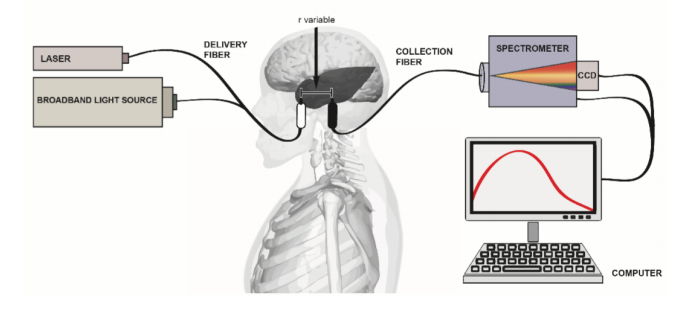 r variable
LASER
DELIVERY
FIBER
BROADBAND LIGHT SOURCE
COLLECTION
FIBER
SPECTROMETER
CCD
COMPUTER